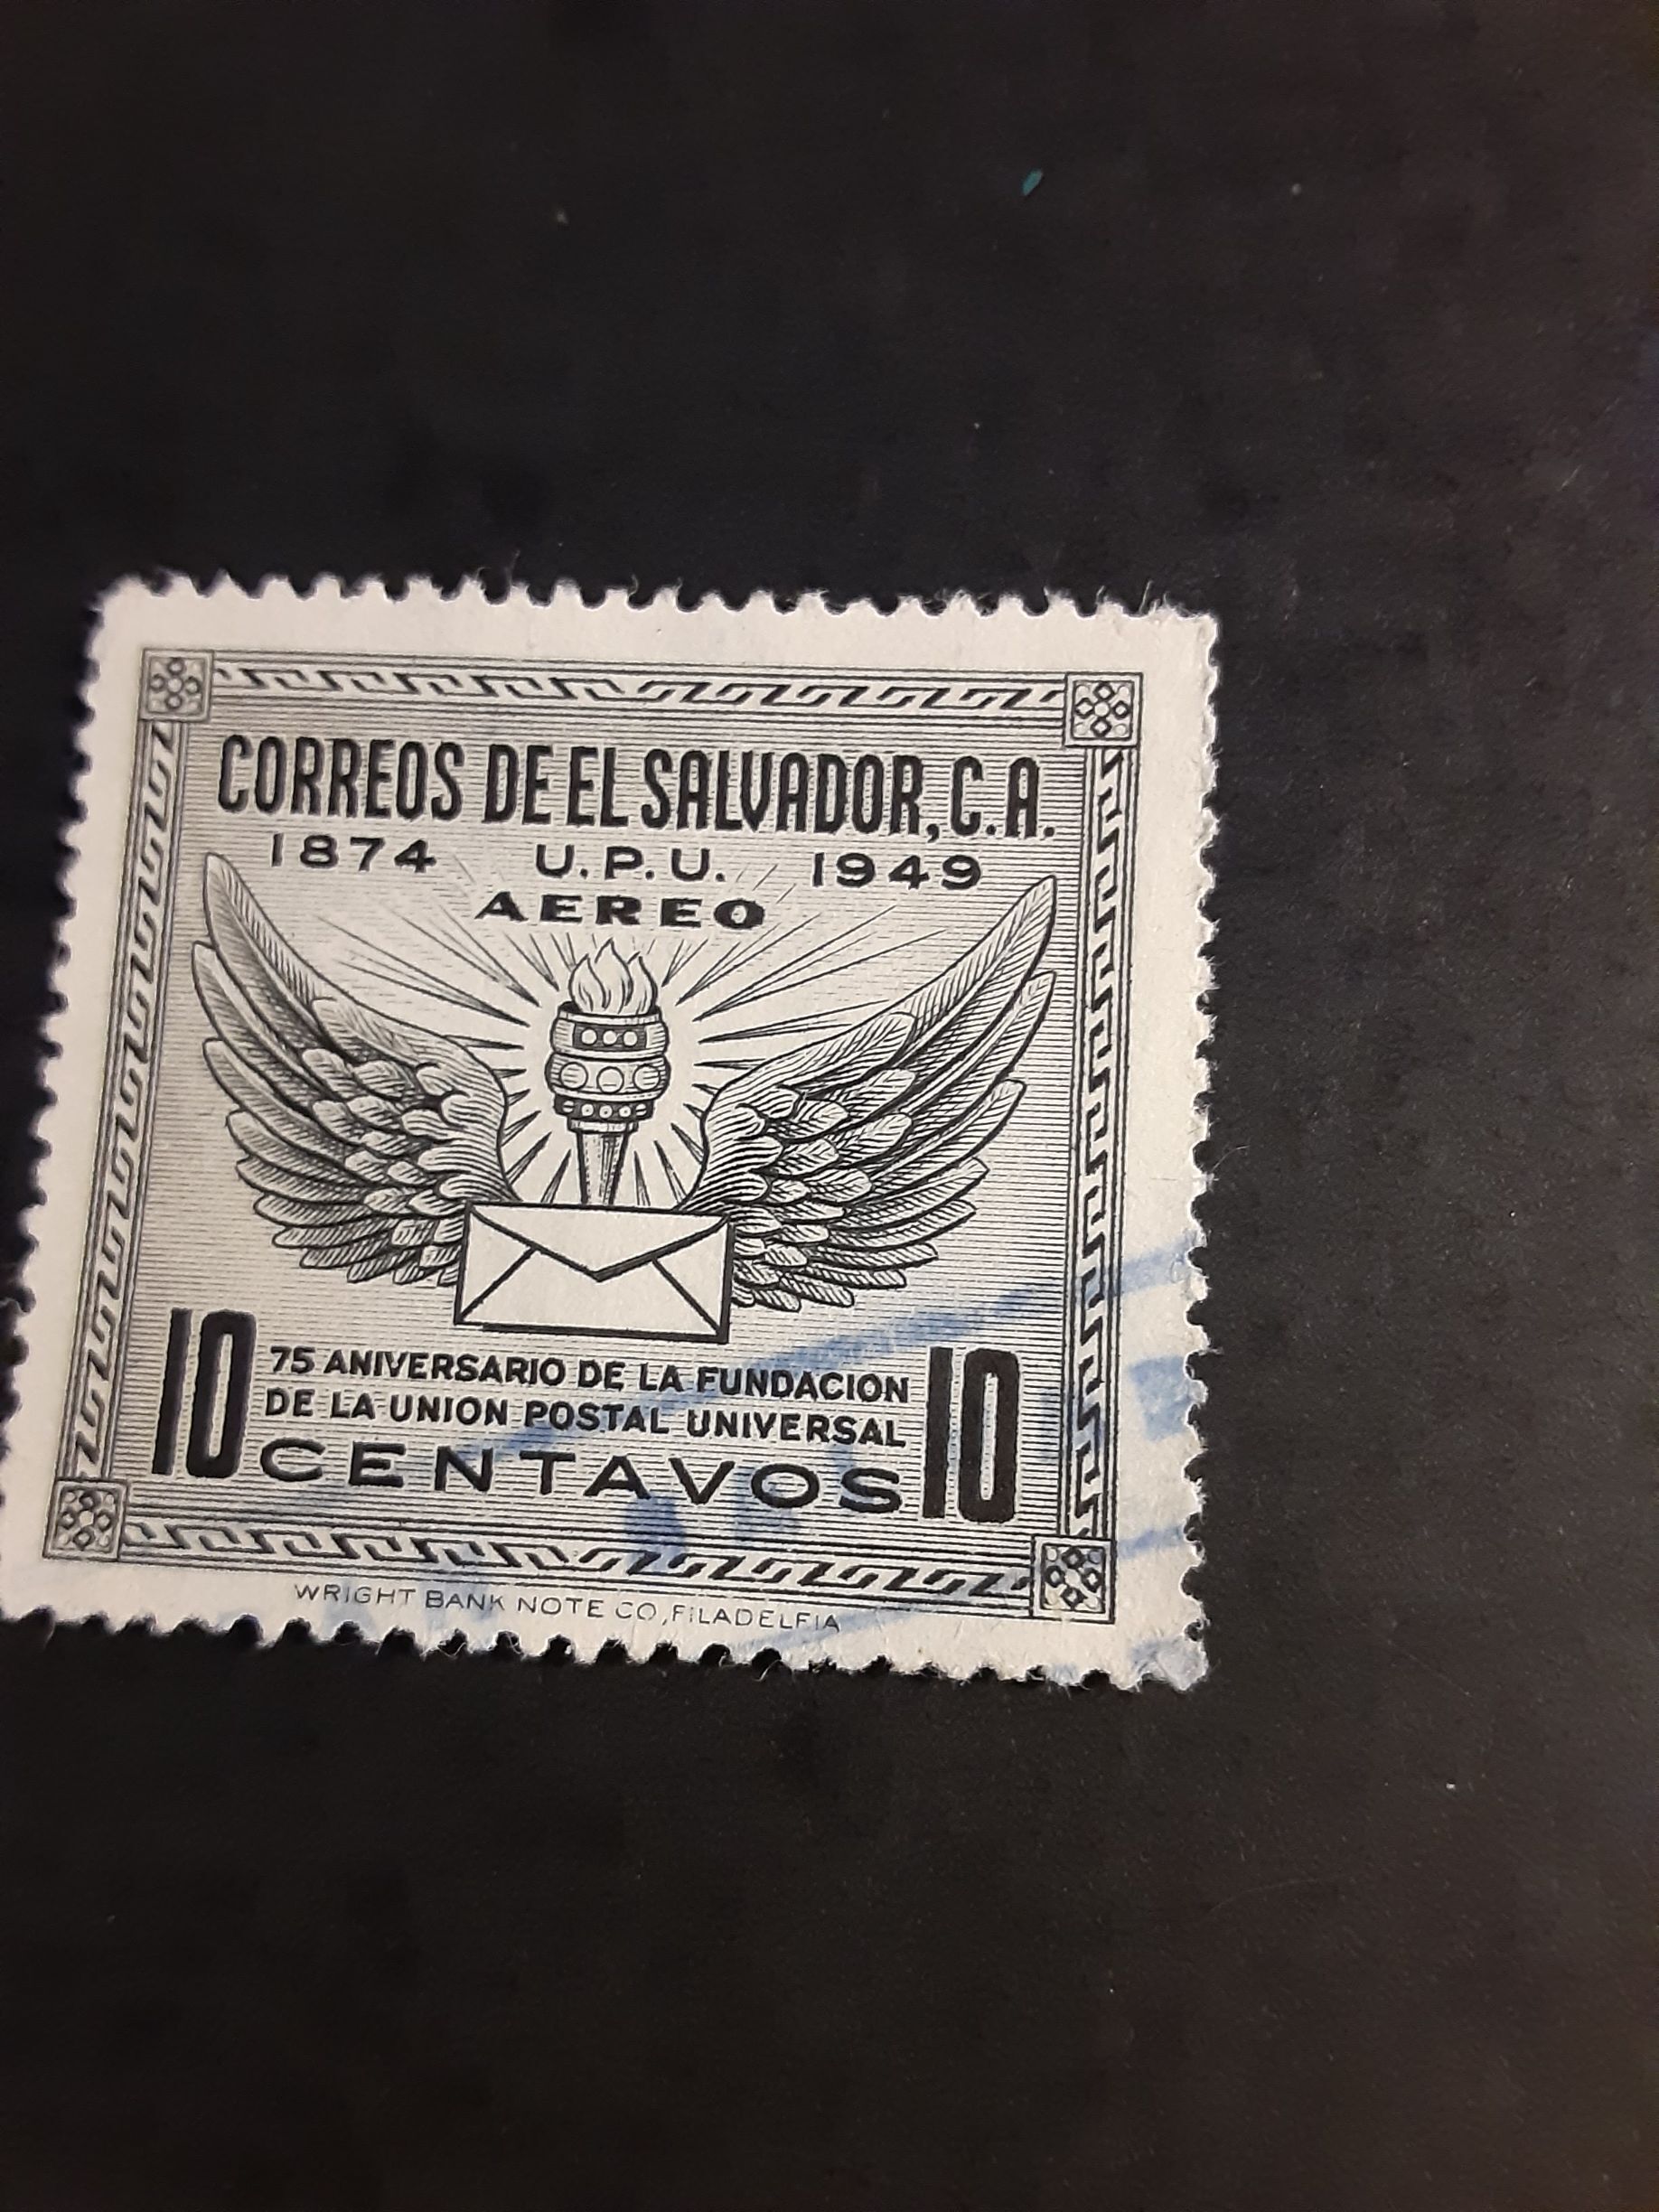 CORREOS DE EL SALVADOR, C.A.
1874 U.P.U. 1949
AEREO
10 75 ANIVERSARIO DE LA FUNDACION 10
DE LA UNION POSTAL UNIVERSAL
CENTAVOS
WRIGHT BANK NOTE CO, FILADELFIA